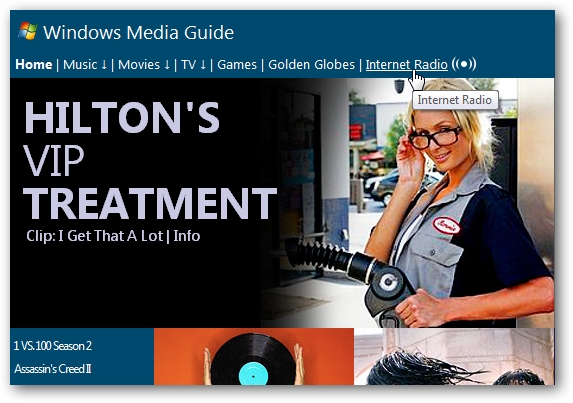 Windows Media Guide
Home | Music ↓ | Movies ↓ | TV ↓ | Games | Golden Globes | Internet Radio ((●))
Internet Radio
HILTON'S
VIP
TREATMENT
Clip: I Get That A Lot | Info
1 VS. 100 Season 2
Assassin's Creed II